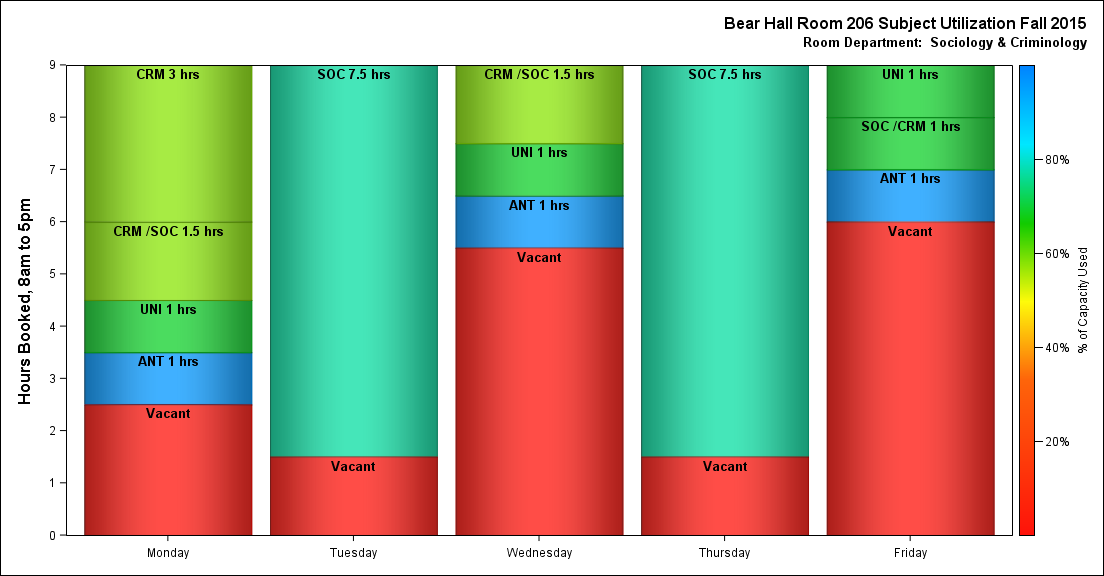 Bear Hall Room 206 Subject Utilization Fall 2015
Room Department:  Sociology & Criminology
Hours Booked, 8am to 5pm
9
8
7
6
5
4
3
2
1
0
CRM 3 hrs
CRM /SOC 1.5 hrs
UNI 1 hrs
ANT 1 hrs
Vacant
SOC 7.5 hrs
Vacant
CRM /SOC 1.5 hrs
UNI 1 hrs
ANT 1 hrs
Vacant
SOC 7.5 hrs
Vacant
UNI 1 hrs
SOC /CRM 1 hrs
ANT 1 hrs
Vacant
Monday
Tuesday
Wednesday
Thursday
Friday
80%
60%
40%
20%
% of Capacity Used